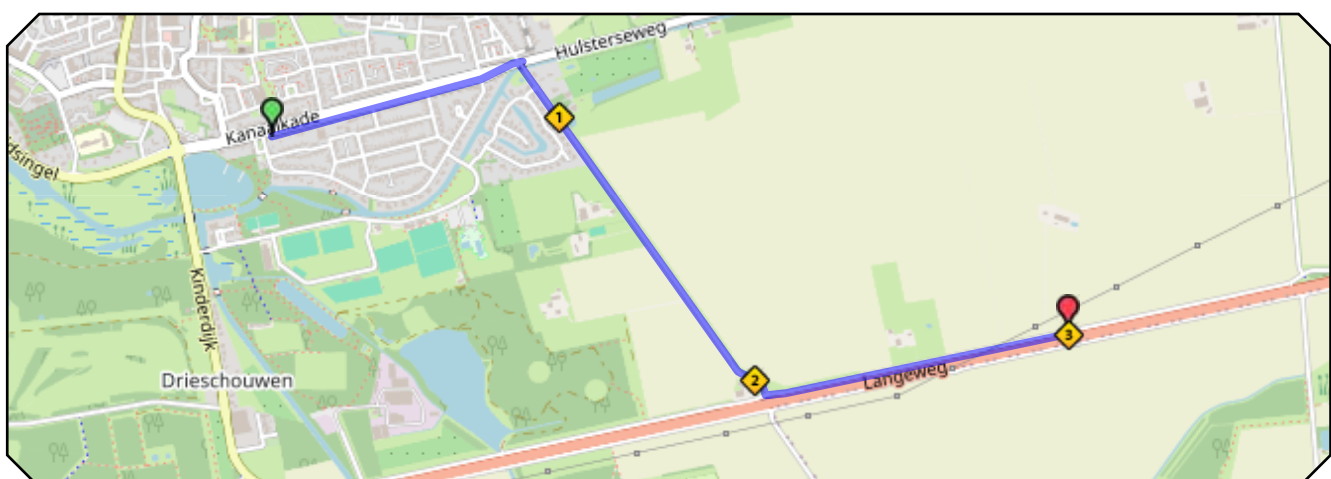 Hulsterseweg
Kanaalkade
dsingel
1
Kinderdijk
3
Langeweg
2
Drieschouwen